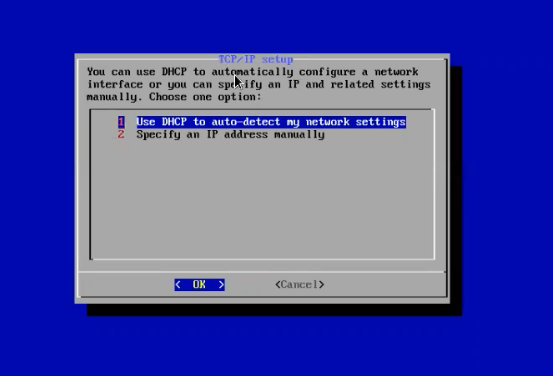 TCP/IP setup
You can use DHCP to automatically configure a network
interface or you can specify an IP and related settings
manually. Choose one option:
1 Use DHCP to auto-detect my network settings
2 Specify an IP address manually
< OK > <Cancel>